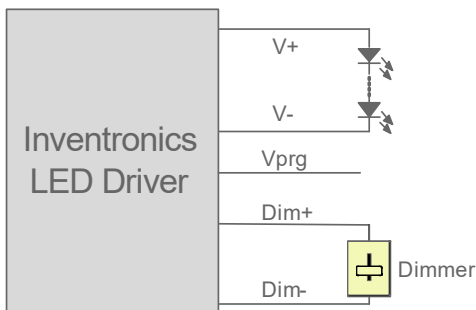 V+
V-
Inventronics
LED Driver
Vprg
Dim+
Dimmer
Dim-